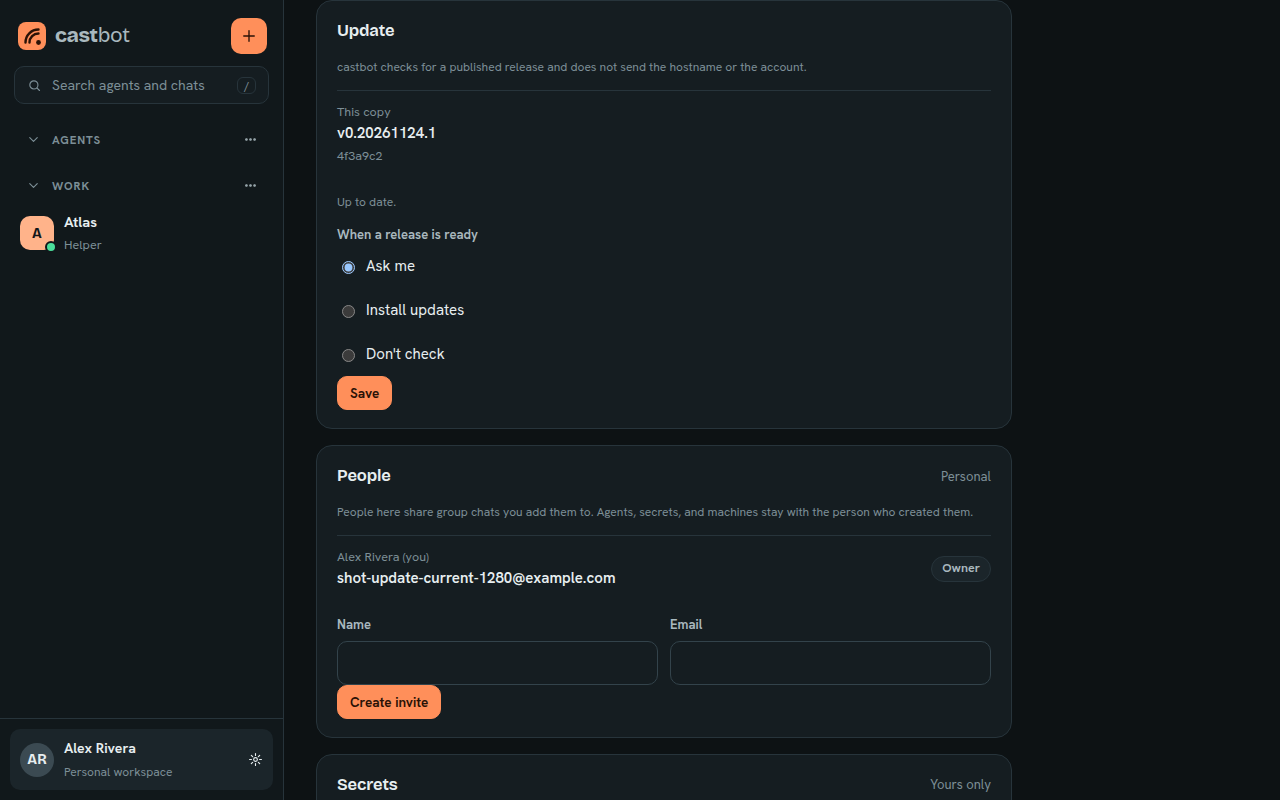 castbot
+
Search agents and chats
/
AGENTS
WORK
A
Atlas
Helper
AR
Alex Rivera
Personal workspace
Update
castbot checks for a published release and does not send the hostname or the account.
This copy
v0.20261124.1
4f3a9c2
Up to date.
When a release is ready
Ask me
Install updates
Don't check
Save
People
Personal
People here share group chats you add them to. Agents, secrets, and machines stay with the person who created them.
Alex Rivera (you)
shot-update-current-1280@example.com
Owner
Name
Email
Create invite
Secrets
Yours only